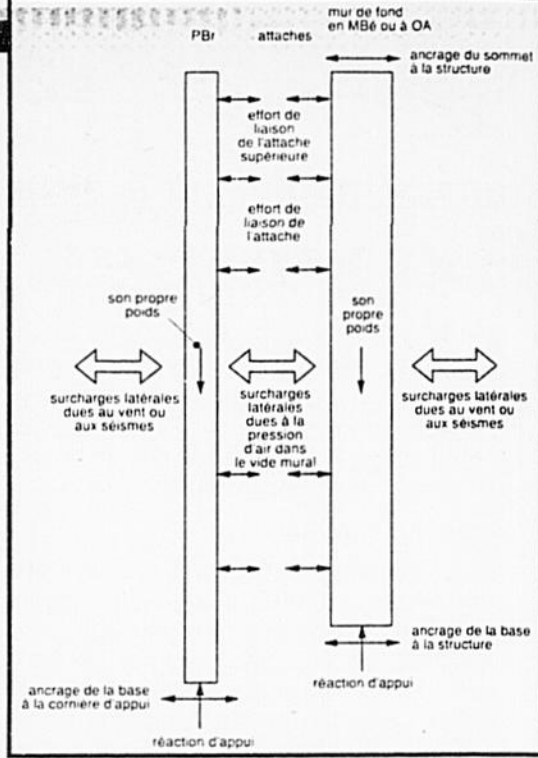 mur de fond
en MBé ou à OA
PBr
attaches
ancrage du sommet
à la structure
effort de
liaison
de l'attache
supérieure
effort de
liaison de
l'attache
son propre
poids
son
propre
poids
surcharges latérales
dues au vent ou
aux séismes
surcharges
latérales
dues à la
pression
d'air dans
le vide mural
surcharges latérales
dues au vent ou
aux séismes
ancrage de la base
à la structure
réaction d'appui
ancrage de la base
à la cornière d'appui
réaction d'appui